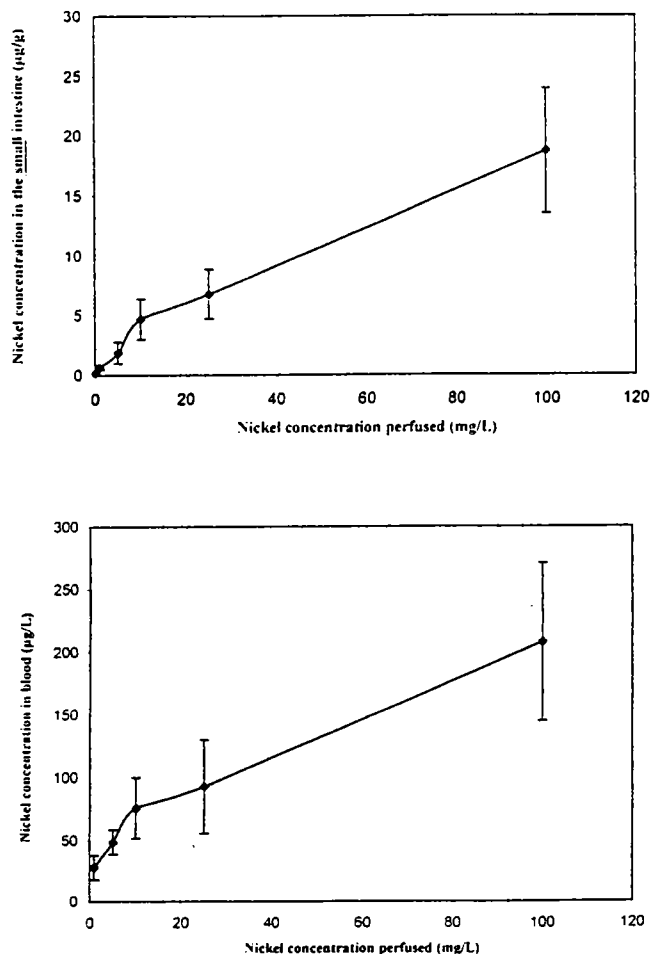 30
25
20
15
10
5
0
Nickel concentration in the small intestine (µg/g)
0 20 40 60 80 100 120
Nickel concentration perfused (mg/L)
300
250
200
150
100
50
0
Nickel concentration in blood (µg/L)
0 20 40 60 80 100 120
Nickel concentration perfused (mg/L)